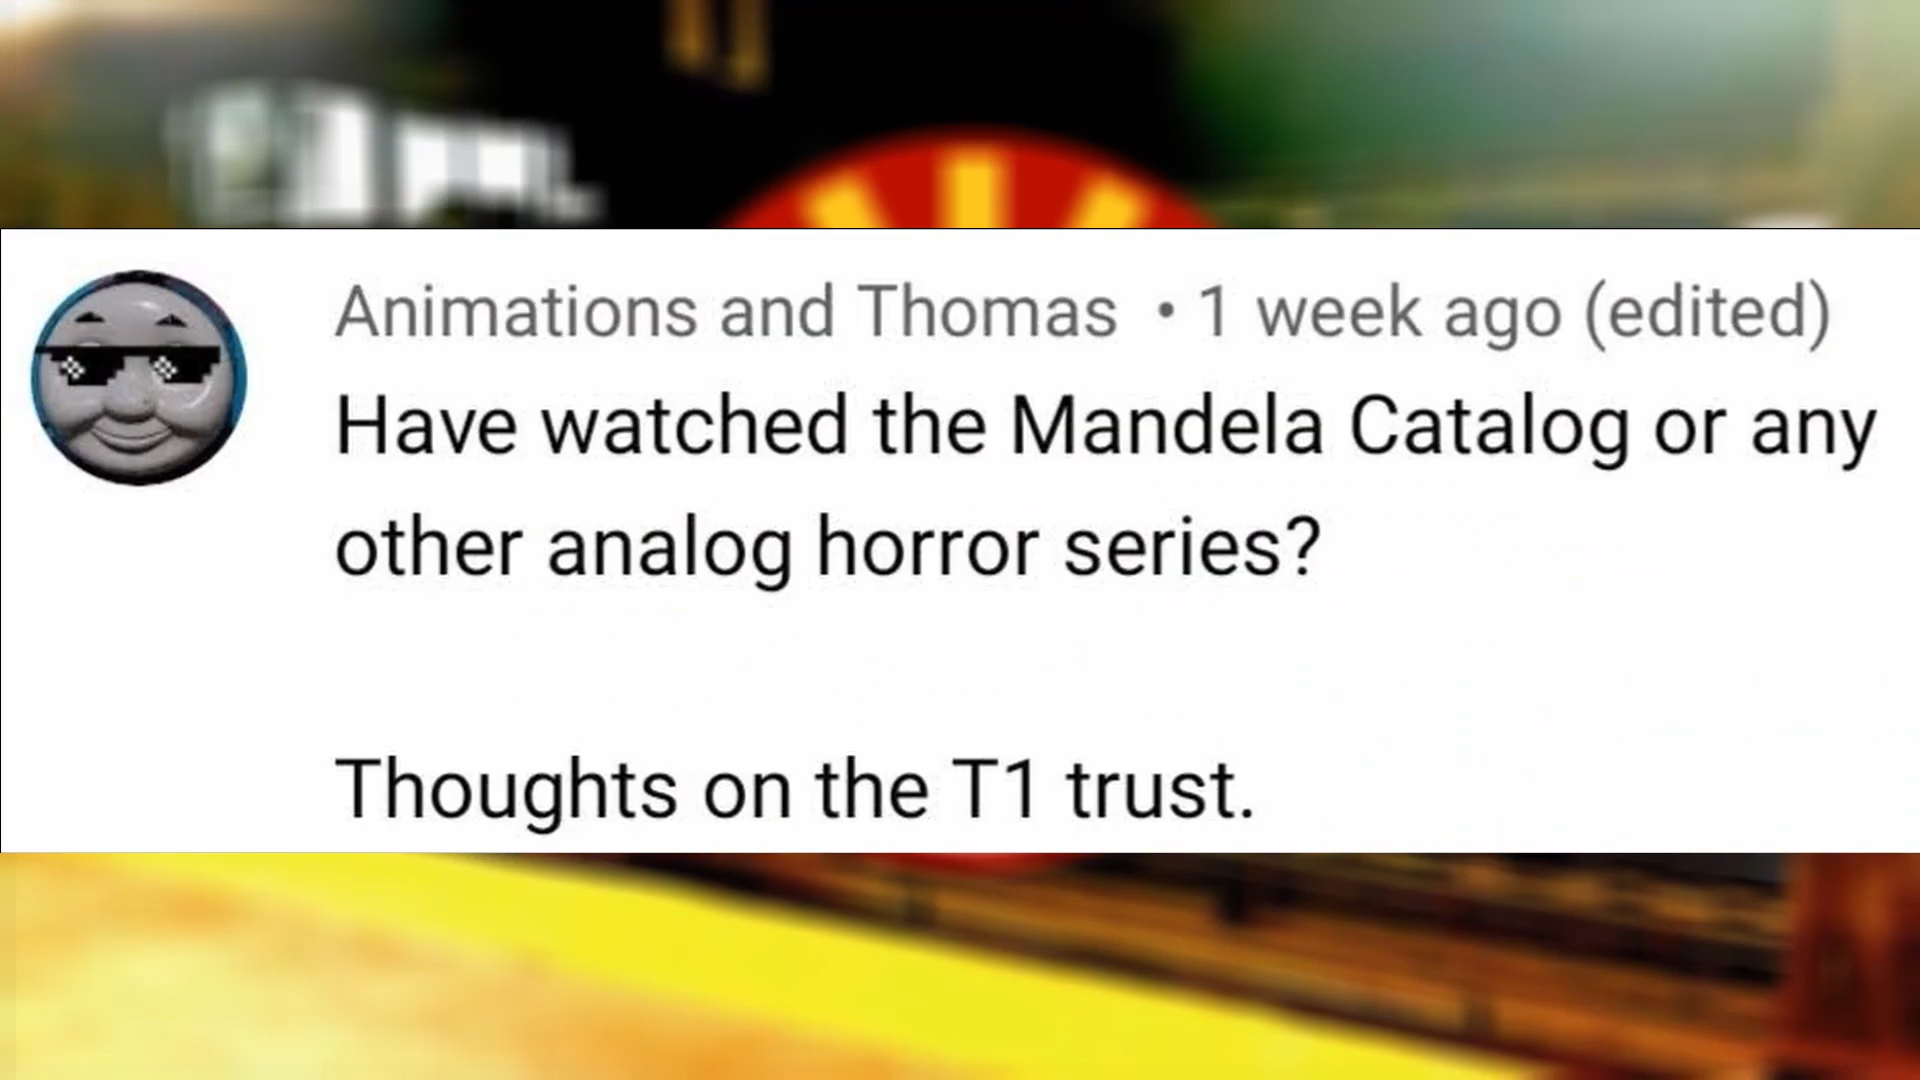 Animations and Thomas • 1 week ago (edited)
Have watched the Mandela Catalog or any
other analog horror series?
Thoughts on the T1 trust.